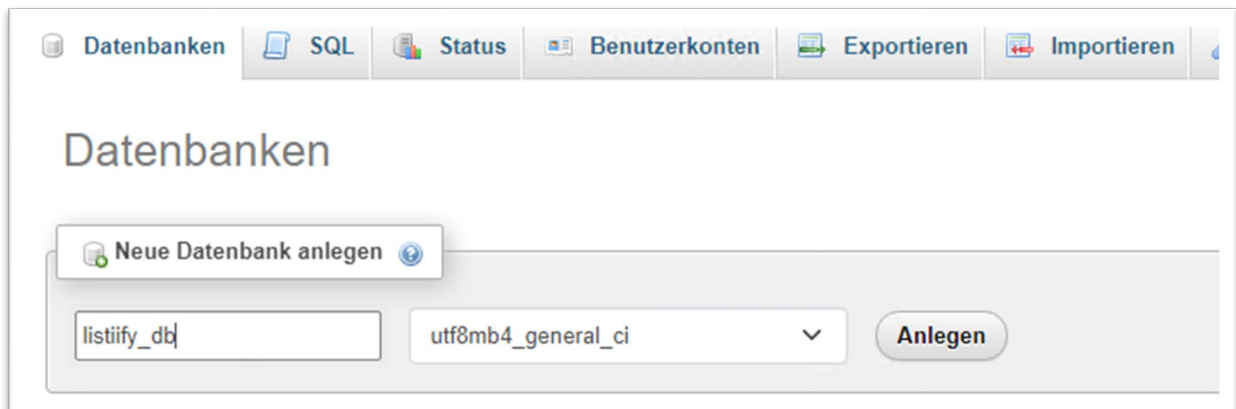 Datenbanken SQL Status Benutzerkonten Exportieren Importieren
Datenbanken
Neue Datenbank anlegen
listiify_db utf8mb4_general_ci Anlegen